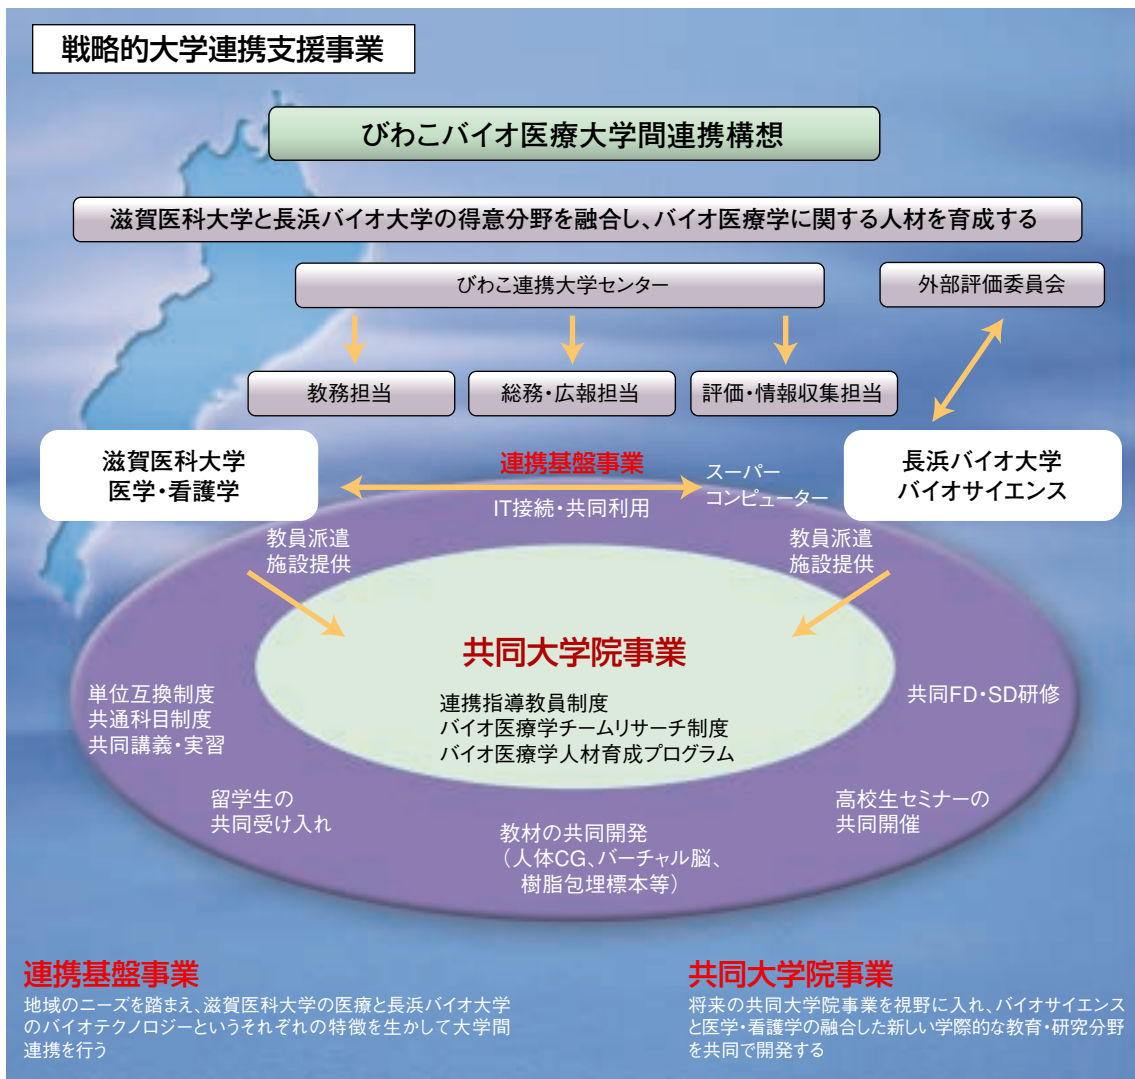 戦略的大学連携支援事業
びわこバイオ医療大学間連携構想
滋賀医科大学と長浜バイオ大学の得意分野を融合し、バイオ医療学に関する人材を育成する
びわこ連携大学センター
外部評価委員会
教務担当
総務・広報担当
評価・情報収集担当
滋賀医科大学
医学・看護学
連携基盤事業
IT接続・共同利用
スーパー
コンピューター
長浜バイオ大学
バイオサイエンス
教員派遣
施設提供
教員派遣
施設提供
共同大学院事業
連携指導教員制度
バイオ医療学チームリサーチ制度
バイオ医療学人材育成プログラム
単位互換制度
共通科目制度
共同講義・実習
共同FD・SD研修
留学生の
共同受け入れ
教材の共同開発
（人体CG、バーチャル脳、
樹脂包埋標本等）
高校生セミナーの
共同開催
連携基盤事業
地域のニーズを踏まえ、滋賀医科大学の医療と長浜バイオ大学
のバイオテクノロジーというそれぞれの特徴を生かして大学間
連携を行う
共同大学院事業
将来の共同大学院事業を視野に入れ、バイオサイエンス
と医学・看護学の融合した新しい学際的な教育・研究分野
を共同で開発する